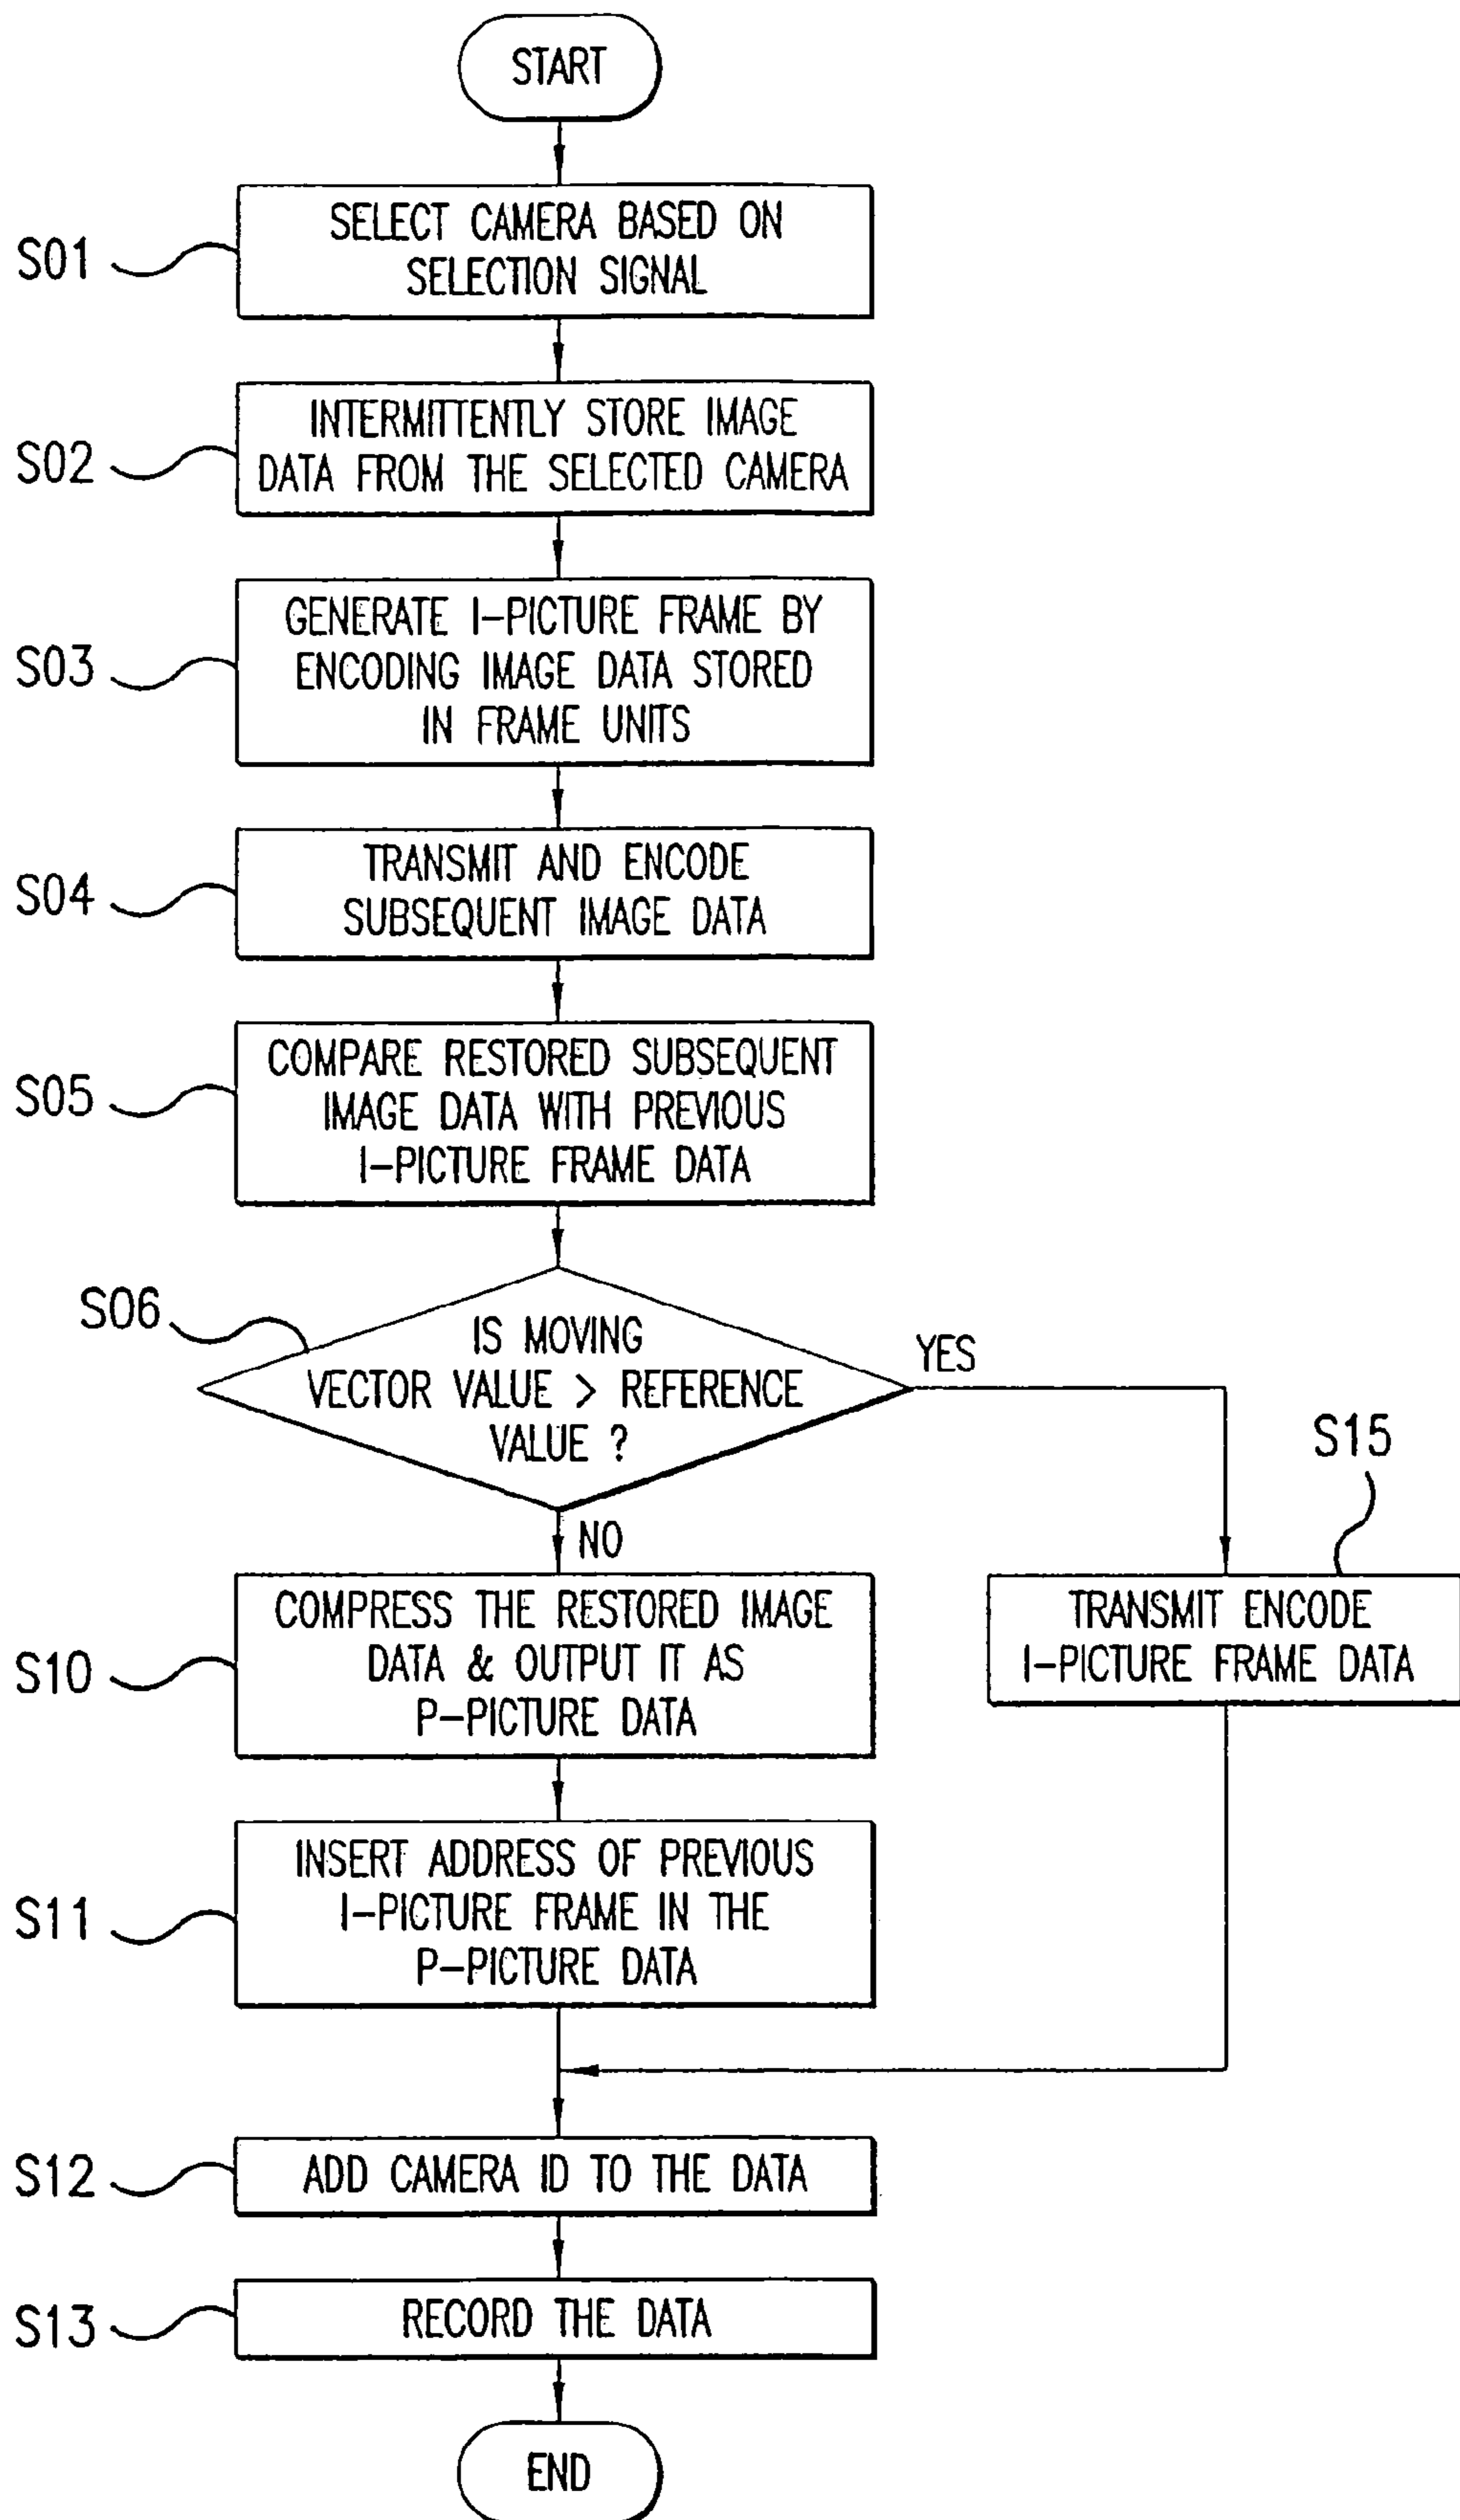 START
S01
SELECT CAMERA BASED ON
SELECTION SIGNAL
S02
INTERMITTENTLY STORE IMAGE
DATA FROM THE SELECTED CAMERA
S03
GENERATE I-PICTURE FRAME BY
ENCODING IMAGE DATA STORED
IN FRAME UNITS
S04
TRANSMIT AND ENCODE
SUBSEQUENT IMAGE DATA
S05
COMPARE RESTORED SUBSEQUENT
IMAGE DATA WITH PREVIOUS
I-PICTURE FRAME DATA
S06
IS MOVING
VECTOR VALUE > REFERENCE
VALUE ?
YES
NO
S10
COMPRESS THE RESTORED IMAGE
DATA & OUTPUT IT AS
P-PICTURE DATA
S15
TRANSMIT ENCODE
I-PICTURE FRAME DATA
S11
INSERT ADDRESS OF PREVIOUS
I-PICTURE FRAME IN THE
P-PICTURE DATA
S12
ADD CAMERA ID TO THE DATA
S13
RECORD THE DATA
END